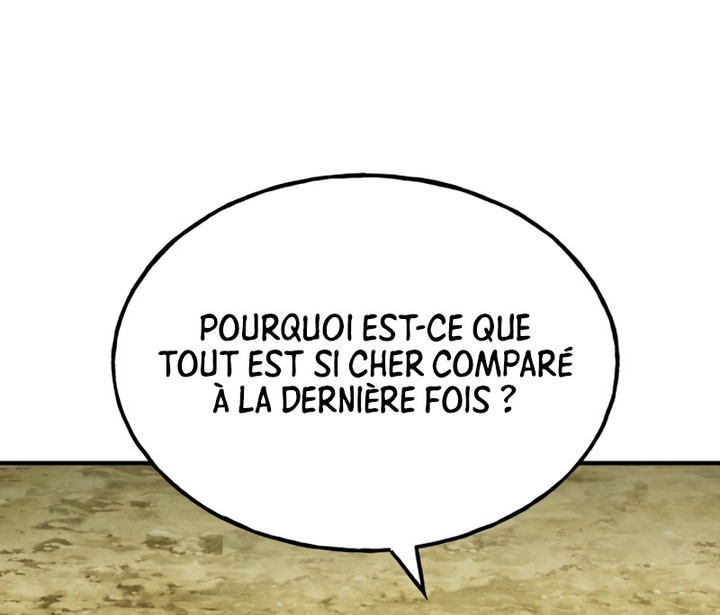 POURQUOI EST-CE QUE
TOUT EST SI CHER COMPARÉ
À LA DERNIÈRE FOIS ?